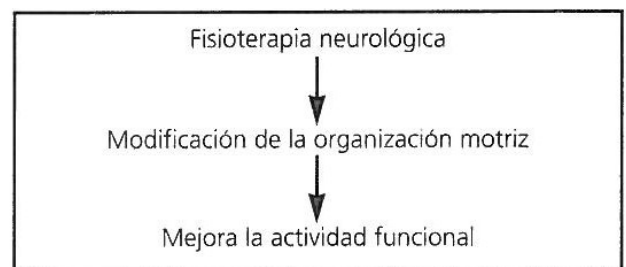 Fisioterapia neurológica
Modificación de la organización motriz
Mejora la actividad funcional